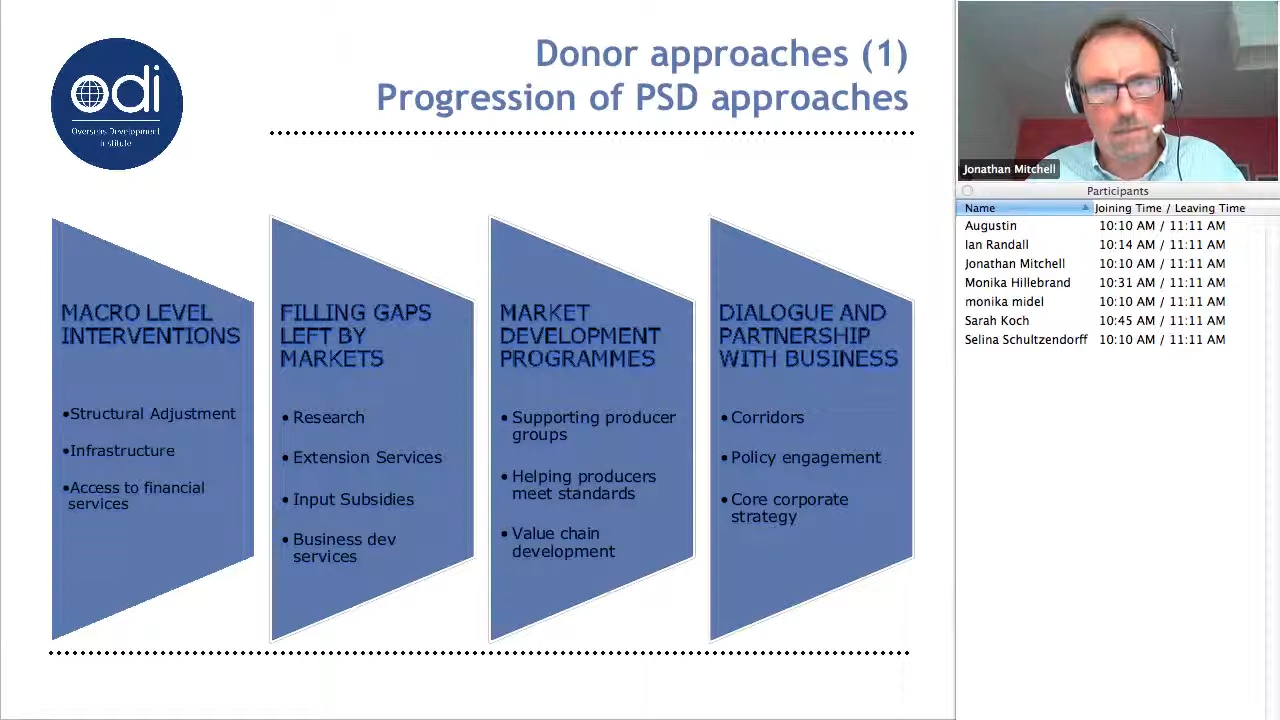 odi
Overseas Development
Institute
Donor approaches (1)
Progression of PSD approaches
MACRO LEVEL
INTERVENTIONS
•Structural Adjustment
•Infrastructure
•Access to financial
services
FILLING GAPS
LEFT BY
MARKETS
• Research
• Extension Services
• Input Subsidies
• Business dev
services
MARKET
DEVELOPMENT
PROGRAMMES
• Supporting producer
groups
• Helping producers
meet standards
• Value chain
development
DIALOGUE AND
PARTNERSHIP
WITH BUSINESS
• Corridors
• Policy engagement
• Core corporate
strategy
Jonathan Mitchell
Participants
Name Joining Time / Leaving Time
Augustin 10:10 AM / 11:11 AM
Ian Randall 10:14 AM / 11:11 AM
Jonathan Mitchell 10:10 AM / 11:11 AM
Monika Hillebrand 10:31 AM / 11:11 AM
monika midel 10:10 AM / 11:11 AM
Sarah Koch 10:45 AM / 11:11 AM
Selina Schultzendorff 10:10 AM / 11:11 AM